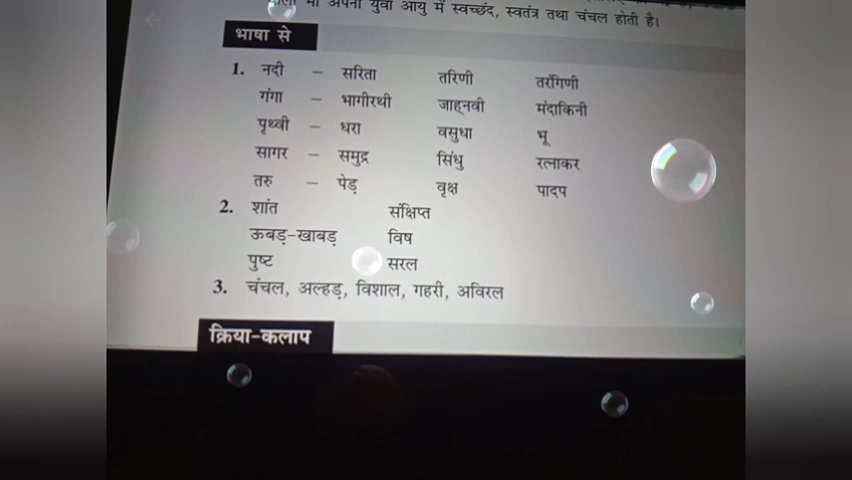 भी अपनी युवा आयु में स्वच्छंद, स्वतंत्र तथा चंचल होती है।
भाषा से
1. नदी – सरिता तरिणी तरंगिणी
गंगा – भागीरथी जाह्नवी मंदाकिनी
पृथ्वी – धरा वसुधा भू
सागर – समुद्र सिंधु रत्नाकर
तरु – पेड़ वृक्ष पादप
2. शांत संक्षिप्त
ऊबड़-खाबड़ विष
पुष्ट सरल
3. चंचल, अल्हड़, विशाल, गहरी, अविरल
क्रिया-कलाप